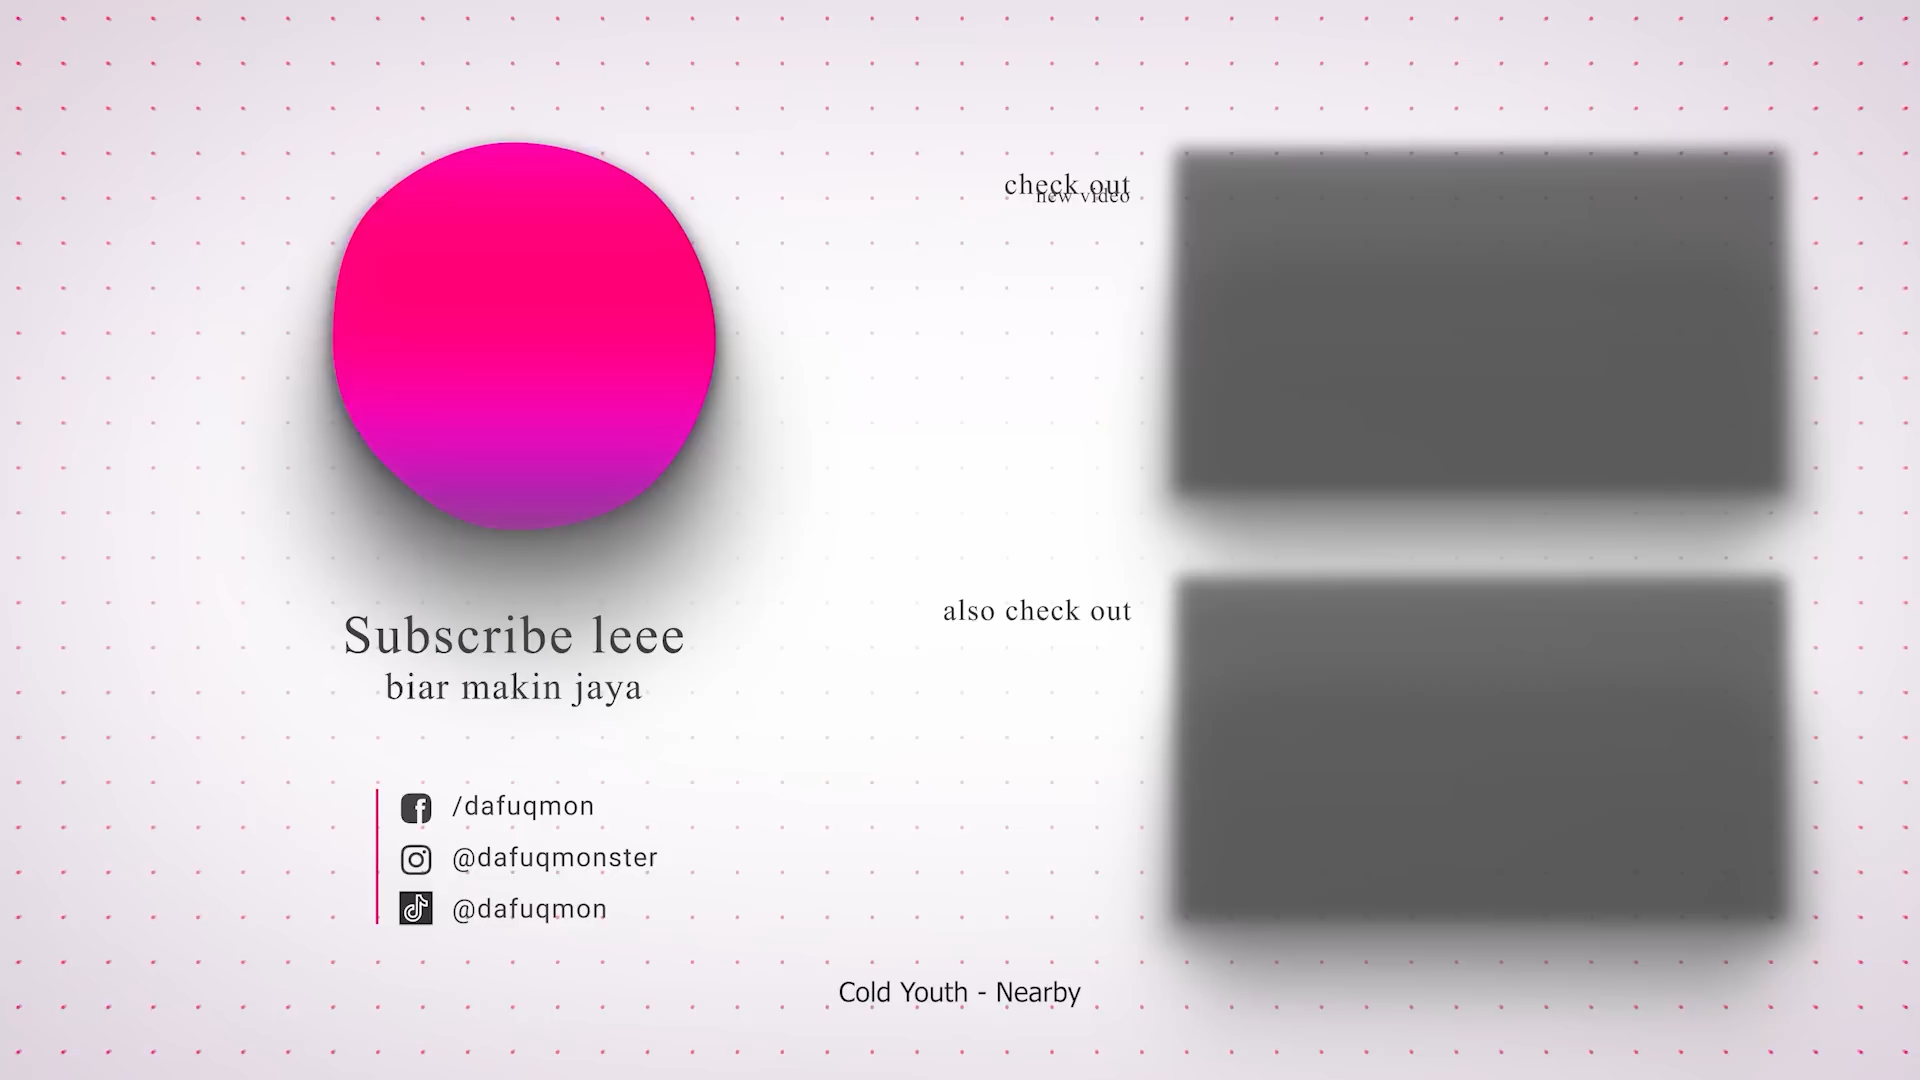 check out
new video
Subscribe leee
biar makin jaya
also check out
/dafuqmon
@dafuqmonster
@dafuqmon
Cold Youth - Nearby